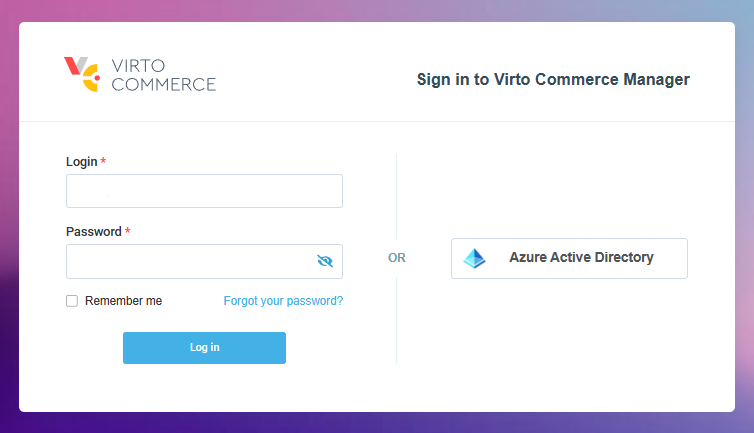 VIRTO
COMMERCE
Sign in to Virto Commerce Manager
Login *
Password *
OR
Azure Active Directory
Remember me
Forgot your password?
Log in